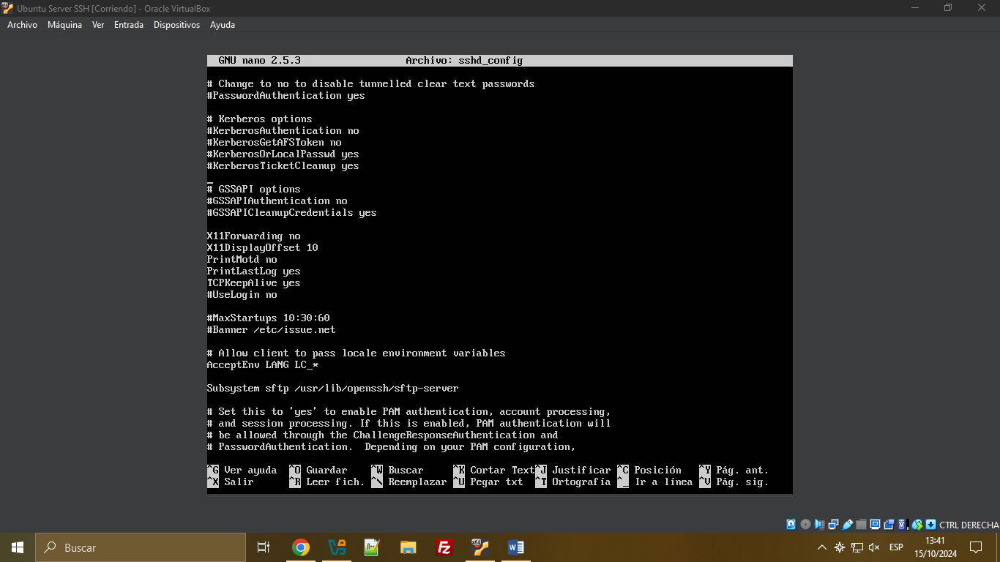 Ubuntu Server SSH [Corriendo] - Oracle VirtualBox
Archivo Máquina Ver Entrada Dispositivos Ayuda
GNU nano 2.5.3 Archivo: sshd_config
# Change to no to disable tunnelled clear text passwords
#PasswordAuthentication yes
# Kerberos options
#KerberosAuthentication no
#KerberosGetAFSToken no
#KerberosOrLocalPasswd yes
#KerberosTicketCleanup yes
# GSSAPI options
#GSSAPIAuthentication no
#GSSAPICleanupCredentials yes
X11Forwarding no
X11DisplayOffset 10
PrintMotd no
PrintLastLog yes
TCPKeepAlive yes
#UseLogin no
#MaxStartups 10:30:60
#Banner /etc/issue.net
# Allow client to pass locale environment variables
AcceptEnv LANG LC_*
Subsystem sftp /usr/lib/openssh/sftp-server
# Set this to 'yes' to enable PAM authentication, account processing,
# and session processing. If this is enabled, PAM authentication will
# be allowed through the ChallengeResponseAuthentication and
# PasswordAuthentication.  Depending on your PAM configuration,
^G Ver ayuda ^O Guardar ^W Buscar ^K Cortar Text ^J Justificar ^C Posición ^Y Pág. ant.
^X Salir ^R Leer fich. ^\ Reemplazar ^U Pegar txt ^T Ortografía ^_ Ir a línea ^V Pág. sig.
CTRL DERECHA
Buscar
ESP
13:41
15/10/2024